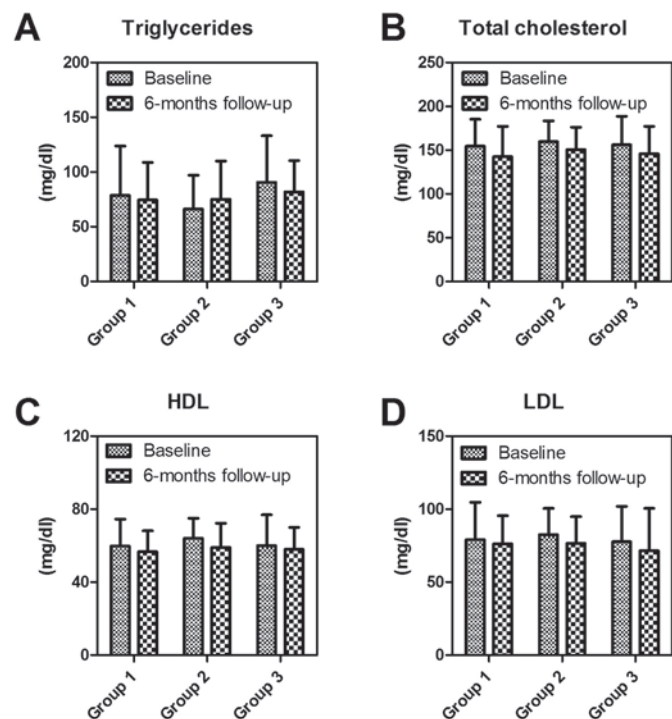 A
Triglycerides
200
150
100
50
0
(mg/dl)
Baseline
6-months follow-up
Group 1
Group 2
Group 3
B
Total cholesterol
250
200
150
100
50
0
(mg/dl)
Baseline
6-months follow-up
Group 1
Group 2
Group 3
C
HDL
120
80
40
0
(mg/dl)
Baseline
6-months follow-up
Group 1
Group 2
Group 3
D
LDL
150
100
50
0
(mg/dl)
Baseline
6-months follow-up
Group 1
Group 2
Group 3